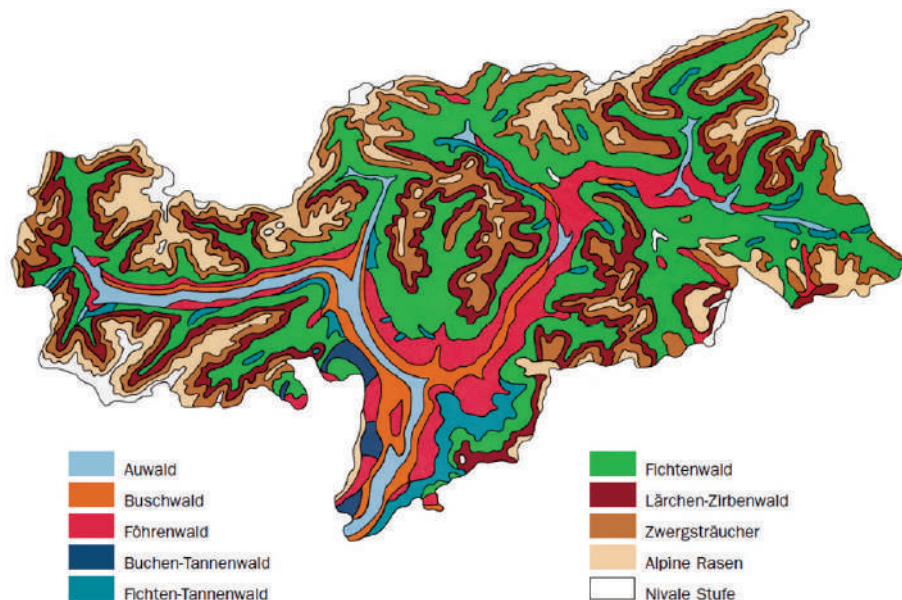 Auwald
Buschwald
Föhrenwald
Buchen-Tannenwald
Fichten-Tannenwald
Fichtenwald
Lärchen-Zirbenwald
Zwergsträucher
Alpine Rasen
Nivale Stufe